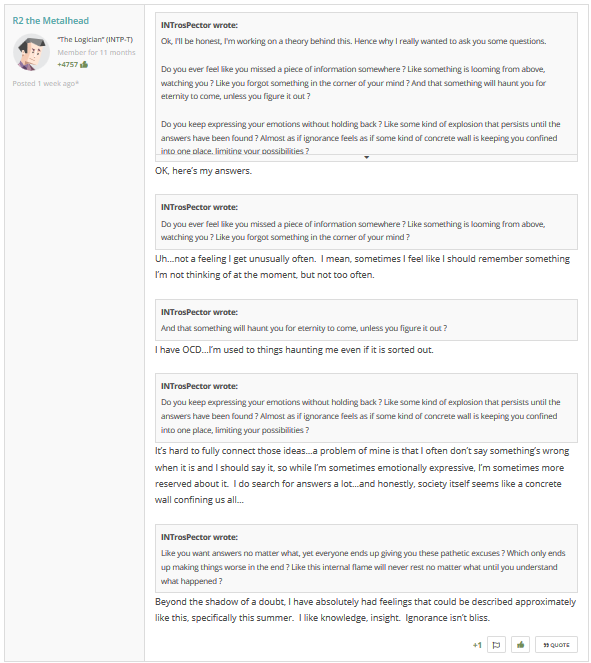 R2 the Metalhead
"The Logician" (INTP-T)
Member for 11 months
+4757
Posted 1 week ago*
INTrosPector wrote:
Ok, I'll be honest, I'm working on a theory behind this. Hence why I really wanted to ask you some questions.
Do you ever feel like you missed a piece of information somewhere ? Like something is looming from above,
watching you ? Like you forgot something in the corner of your mind ? And that something will haunt you for
eternity to come, unless you figure it out ?
Do you keep expressing your emotions without holding back ? Like some kind of explosion that persists until the
answers have been found ? Almost as if ignorance feels as if some kind of concrete wall is keeping you confined
into one place, limiting your possibilities ?
OK, here's my answers.
INTrosPector wrote:
Do you ever feel like you missed a piece of information somewhere ? Like something is looming from above,
watching you ? Like you forgot something in the corner of your mind ?
Uh...not a feeling I get unusually often.  I mean, sometimes I feel like I should remember something
I'm not thinking of at the moment, but not too often.
INTrosPector wrote:
And that something will haunt you for eternity to come, unless you figure it out ?
I have OCD...I'm used to things haunting me even if it is sorted out.
INTrosPector wrote:
Do you keep expressing your emotions without holding back ? Like some kind of explosion that persists until the
answers have been found ? Almost as if ignorance feels as if some kind of concrete wall is keeping you confined
into one place, limiting your possibilities ?
It's hard to fully connect those ideas...a problem of mine is that I often don't say something's wrong
when it is and I should say it, so while I'm sometimes emotionally expressive, I'm sometimes more
reserved about it.  I do search for answers a lot...and honestly, society itself seems like a concrete
wall confining us all...
INTrosPector wrote:
Like you want answers no matter what, yet everyone ends up giving you these pathetic excuses ? Which only ends
up making things worse in the end ? Like this internal flame will never rest no matter what until you understand
what happened ?
Beyond the shadow of a doubt, I have absolutely had feelings that could be described approximately
like this, specifically this summer.  I like knowledge, insight.  Ignorance isn't bliss.
+1
QUOTE